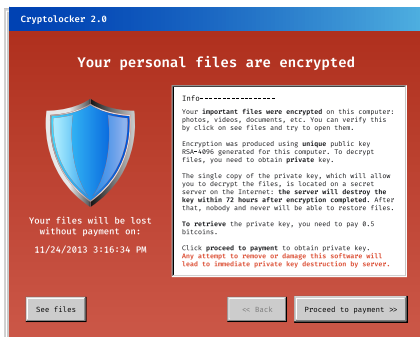 Cryptolocker 2.0
Your personal files are encrypted
Info-----------------
Your important files were encrypted on this computer:
photos, videos, documents, etc. You can verify this
by click on see files and try to open them.
Encryption was produced using unique public key
RSA-4096 generated for this computer. To decrypt
files, you need to obtain private key.
The single copy of the private key, which will allow
you to decrypt the files, is located on a secret
server on the Internet: the server will destroy the
key within 72 hours after encryption completed. After
that, nobody and never will be able to restore files.
To retrieve the private key, you need to pay 0.5
bitcoins.
Click proceed to payment to obtain private key.
Any attempt to remove or damage this software will
lead to immediate private key destruction by server.
Your files will be lost
without payment on:
11/24/2013 3:16:34 PM
See files
<< Back
Proceed to payment >>